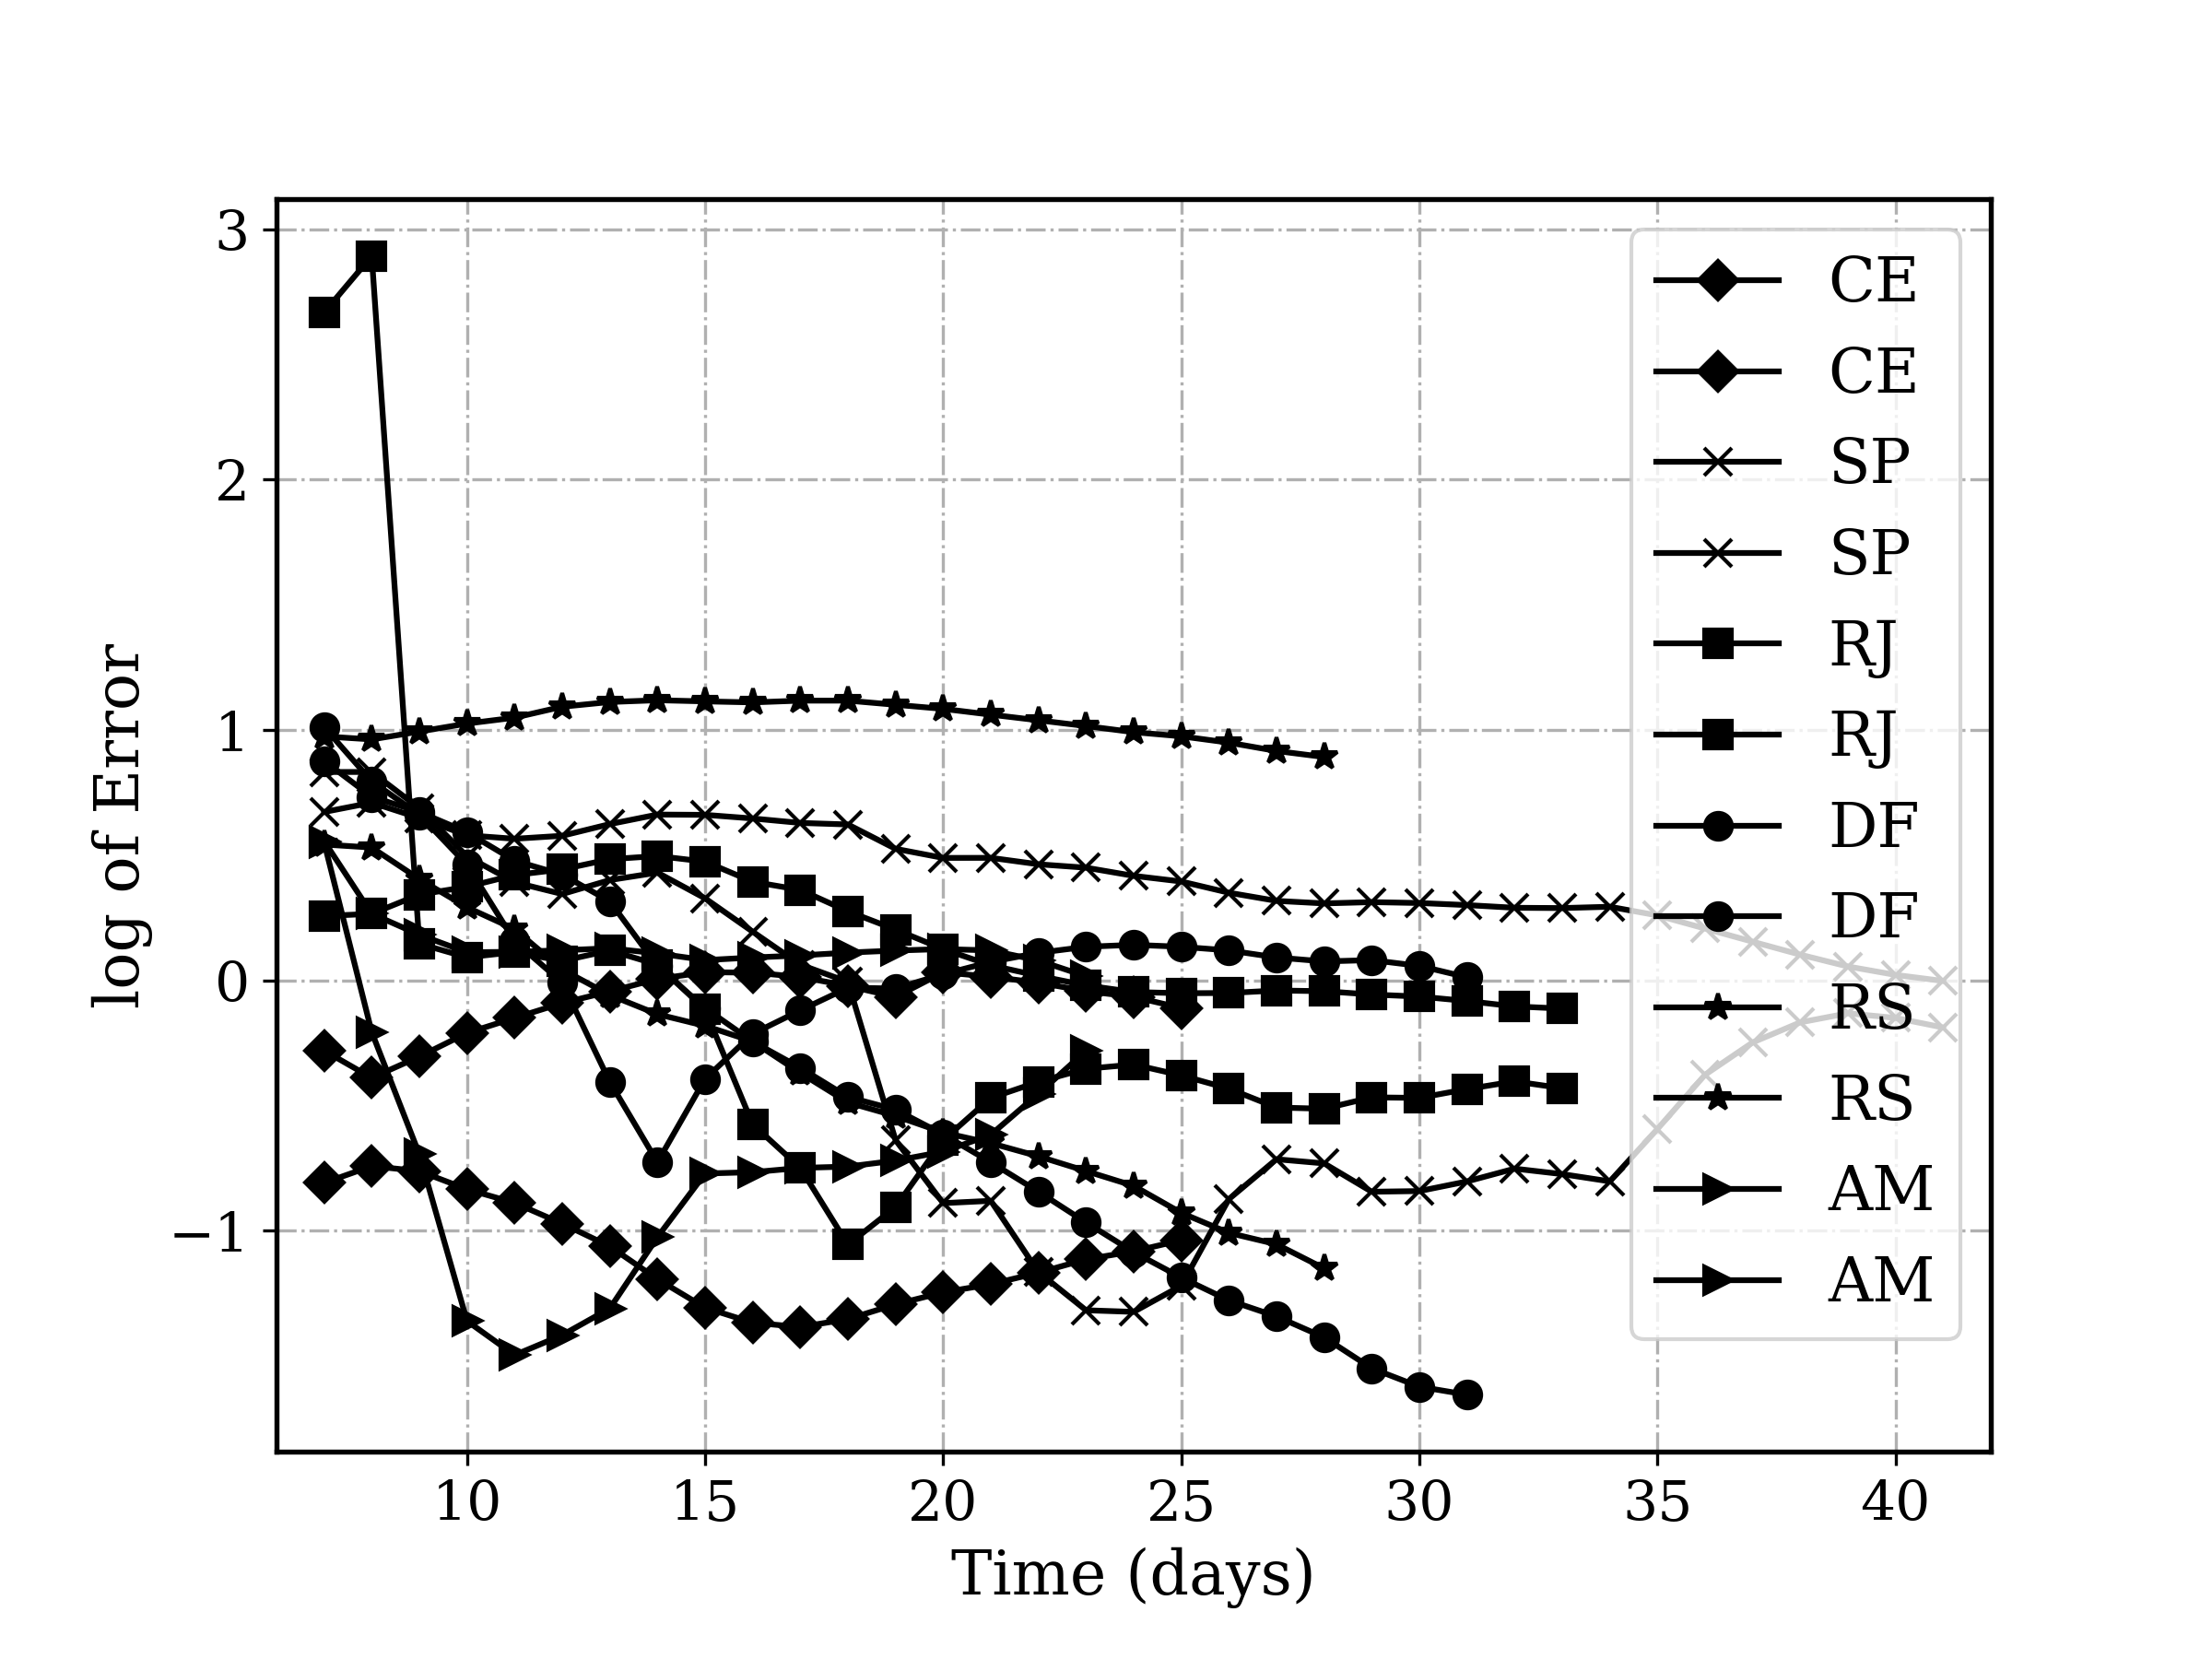 log of Error
3
2
1
0
−1
10 15 20 25 30 35 40
Time (days)
CE
CE
SP
SP
RJ
RJ
DF
DF
RS
RS
AM
AM